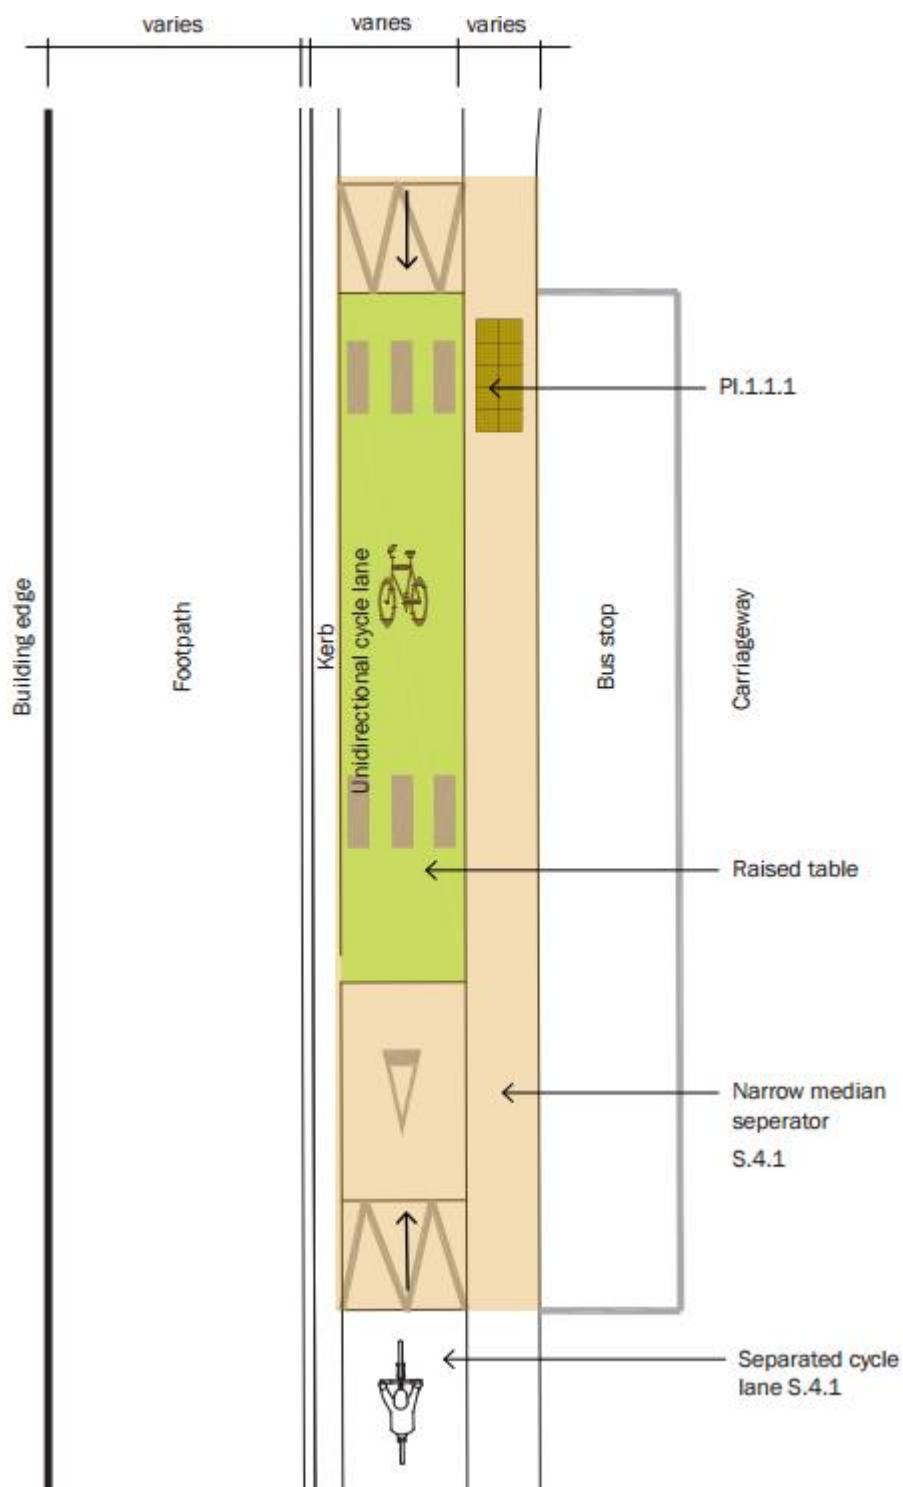 varies
varies
varies
PI.1.1.1
Building edge
Footpath
Kerb
Unidirectional cycle lane
Bus stop
Carriageway
Raised table
Narrow median
seperator
S.4.1
Separated cycle
lane S.4.1